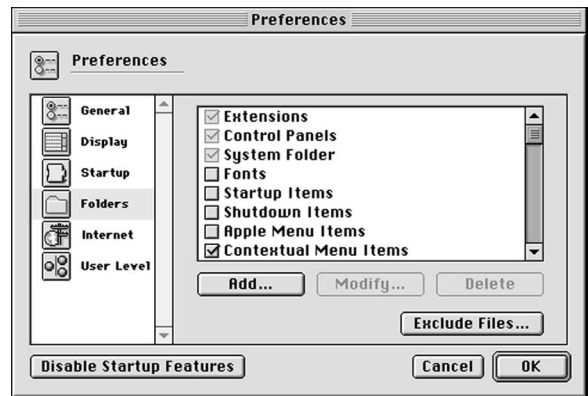 Preferences
Preferences
General
Display
Startup
Folders
Internet
User Level
Extensions
Control Panels
System Folder
Fonts
Startup Items
Shutdown Items
Apple Menu Items
Contextual Menu Items
Add...
Modify...
Delete
Exclude Files...
Disable Startup Features
Cancel
OK